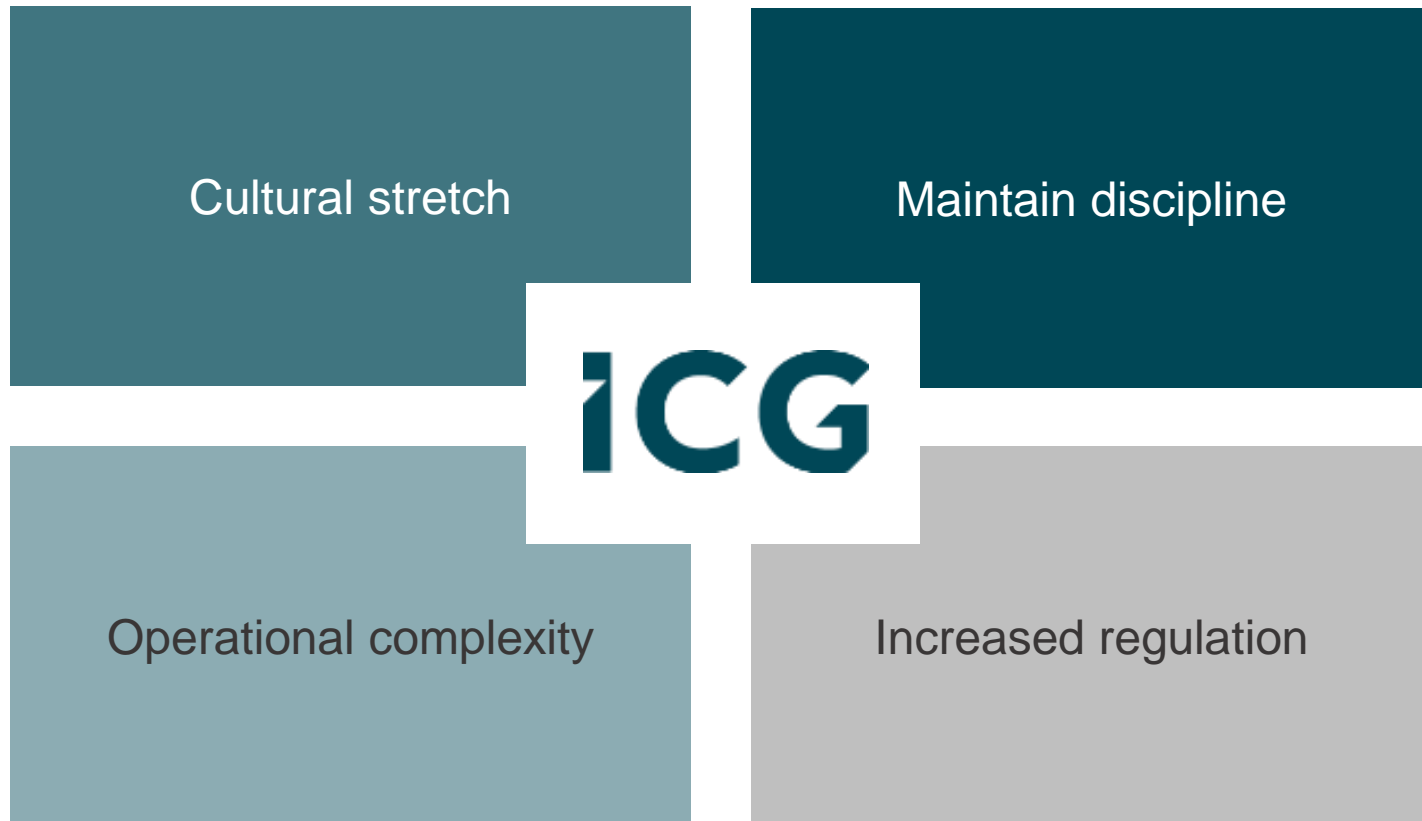 Cultural stretch
Maintain discipline
ICG
Operational complexity
Increased regulation